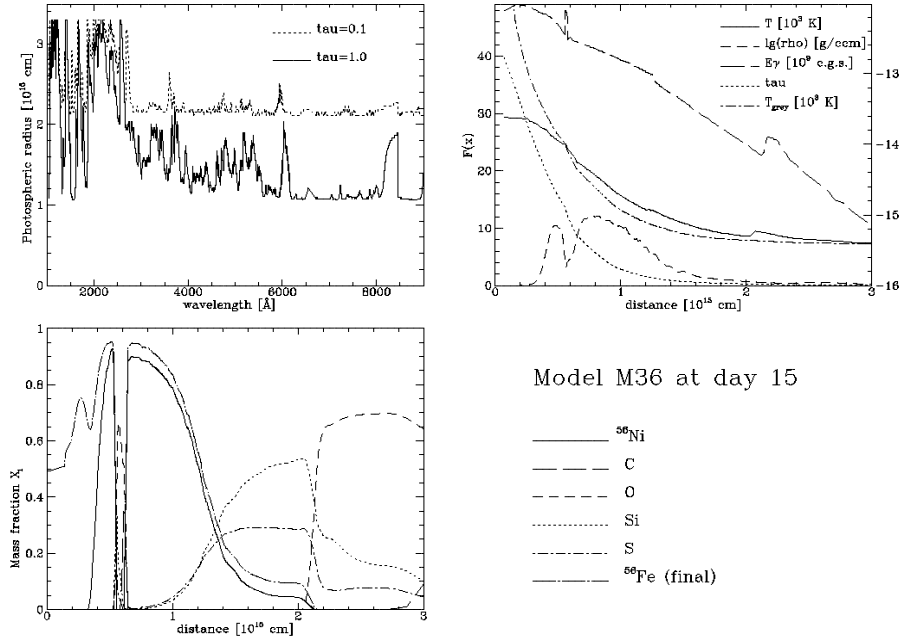 3
2
1
0
Photospheric radius [10¹⁵ cm]
tau=0.1
tau=1.0
2000 4000 6000 8000
wavelength [Å]
40
30
20
10
0
F(x)
T [10³ K]
lg(rho) [g/ccm]
Eγ [10⁹ c.g.s.]
tau
T_grey [10³ K]
-13
-14
-15
-16
0 1 2 3
distance [10¹⁵ cm]
1
0.8
0.6
0.4
0.2
0
Mass fraction X_i
0 1 2 3
distance [10¹⁵ cm]
Model M36 at day 15
⁵⁶Ni
C
O
Si
S
⁵⁶Fe (final)